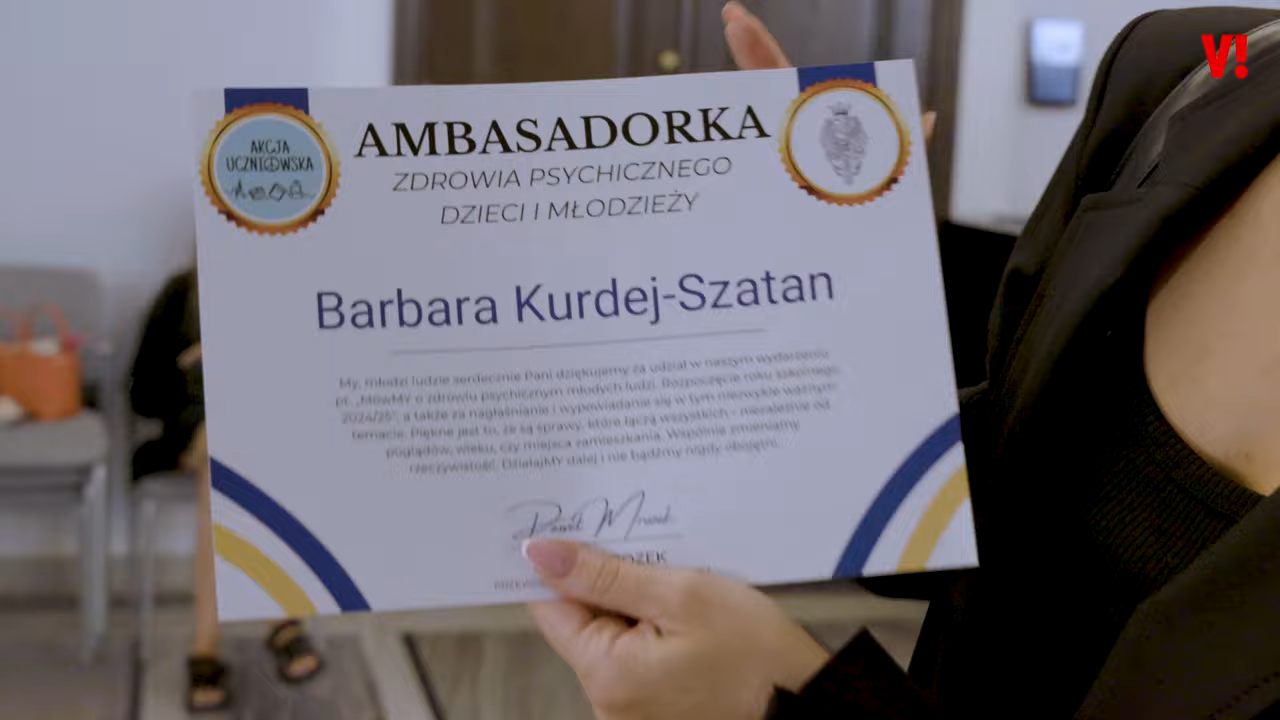 V!
AKCJA
UCZNIOWSKA
AMBASADORKA
ZDROWIA PSYCHICZNEGO
DZIECI I MŁODZIEŻY
Barbara Kurdej-Szatan
My, młodzi ludzie serdecznie Pani dziękujemy za udział w naszym wydarzeniu
pt. „MówMY o zdrowiu psychicznym młodych ludzi. Rozpoczęcie roku szkolnego
2024/25", a także za nagłaśnianie i wypowiadanie się w tym niezwykle ważnym
temacie. Piękne jest to, że są sprawy, które łączą wszystkich – niezależnie od
poglądów, wieku, czy miejsca zamieszkania. Wspólnie zmieniamy
rzeczywistość. DziałajMY dalej i nie bądźmy nigdy obojętni.